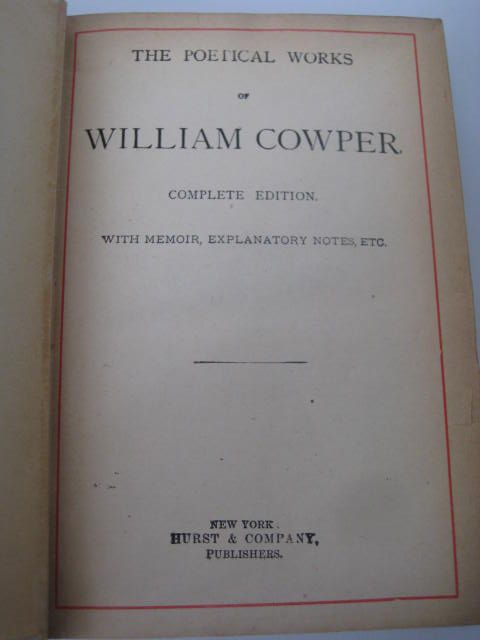 THE POETICAL WORKS
OF
WILLIAM COWPER.
COMPLETE EDITION.
WITH MEMOIR, EXPLANATORY NOTES, ETC.
NEW YORK:
HURST & COMPANY,
PUBLISHERS.